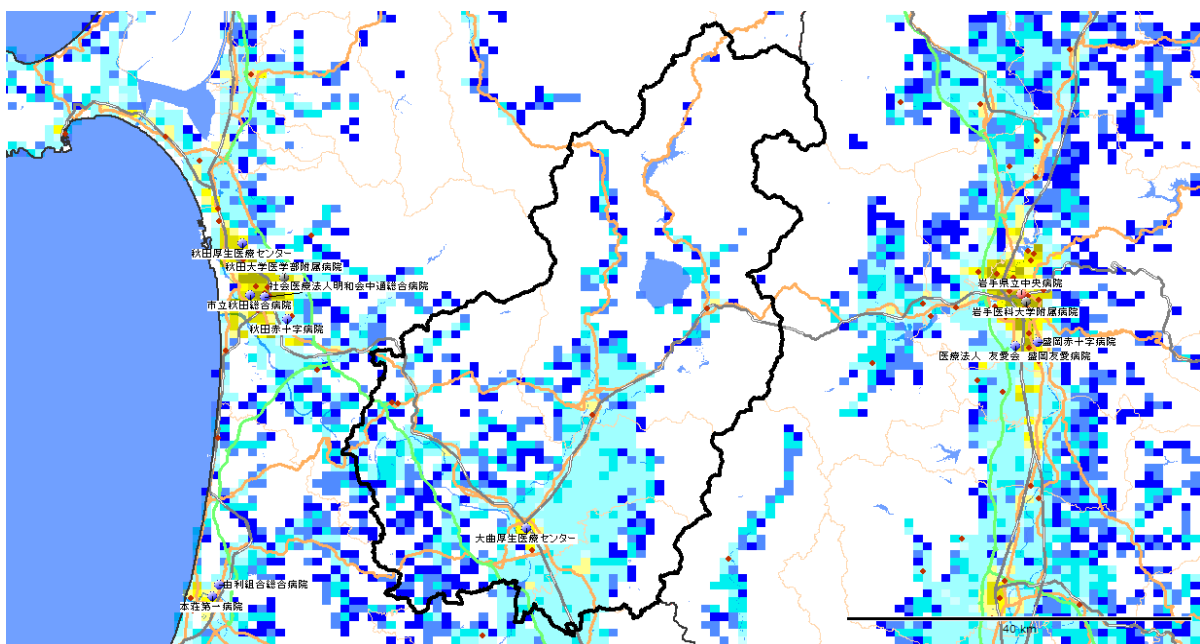 秋田厚生医療センター
秋田大学医学部附属病院
社会医療法人明和会中通総合病院
市立秋田総合病院
秋田赤十字病院
岩手県立中央病院
岩手医科大学附属病院
盛岡赤十字病院
医療法人 友愛会 盛岡友愛病院
大曲厚生医療センター
由利組合総合病院
本荘第一病院
40 km